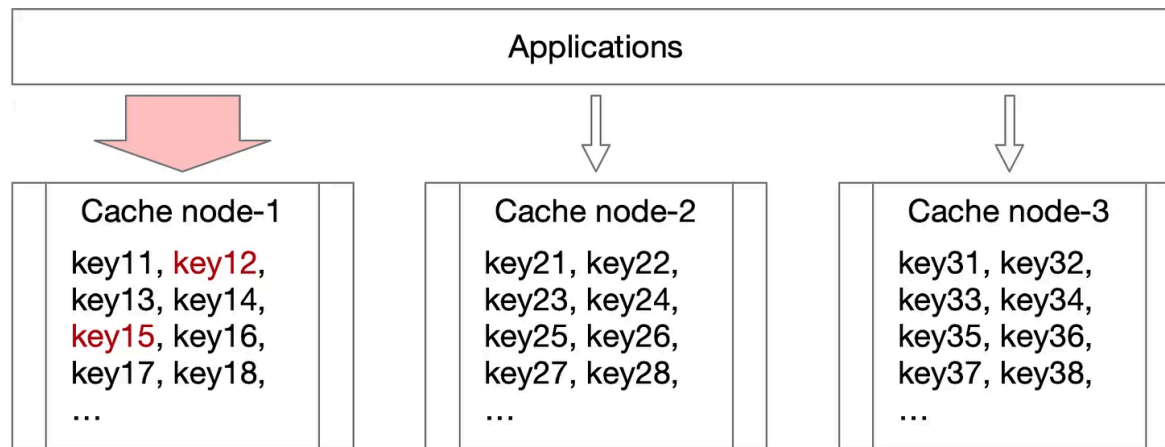 Applications
Cache node-1
key11, key12,
key13, key14,
key15, key16,
key17, key18,
...
Cache node-2
key21, key22,
key23, key24,
key25, key26,
key27, key28,
...
Cache node-3
key31, key32,
key33, key34,
key35, key36,
key37, key38,
...